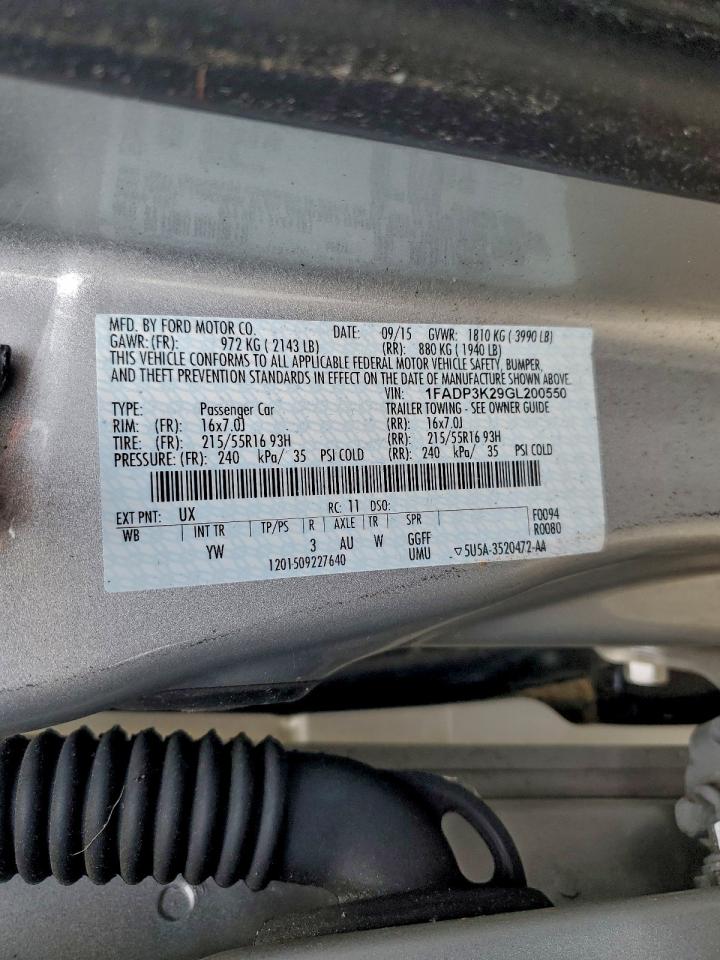 MFD. BY FORD MOTOR CO. DATE: 09/15 GVWR: 1810 KG ( 3990 LB)
GAWR: (FR): 972 KG ( 2143 LB) (RR): 880 KG ( 1940 LB)
THIS VEHICLE CONFORMS TO ALL APPLICABLE FEDERAL MOTOR VEHICLE SAFETY, BUMPER,
AND THEFT PREVENTION STANDARDS IN EFFECT ON THE DATE OF MANUFACTURE SHOWN ABOVE.
VIN: 1FADP3K29GL200550
TYPE: Passenger Car TRAILER TOWING - SEE OWNER GUIDE
RIM: (FR): 16x7.0J (RR): 16x7.0J
TIRE: (FR): 215/55R16 93H (RR): 215/55R16 93H
PRESSURE: (FR): 240 kPa/ 35 PSI COLD (RR): 240 kPa/ 35 PSI COLD
EXT PNT: UX RC: 11 DSO: F0094
WB INT TR TP/PS R AXLE TR SPR R0080
YW 3 AU W GGFF
1201509227640 UMU ▽5U5A-3520472-AA